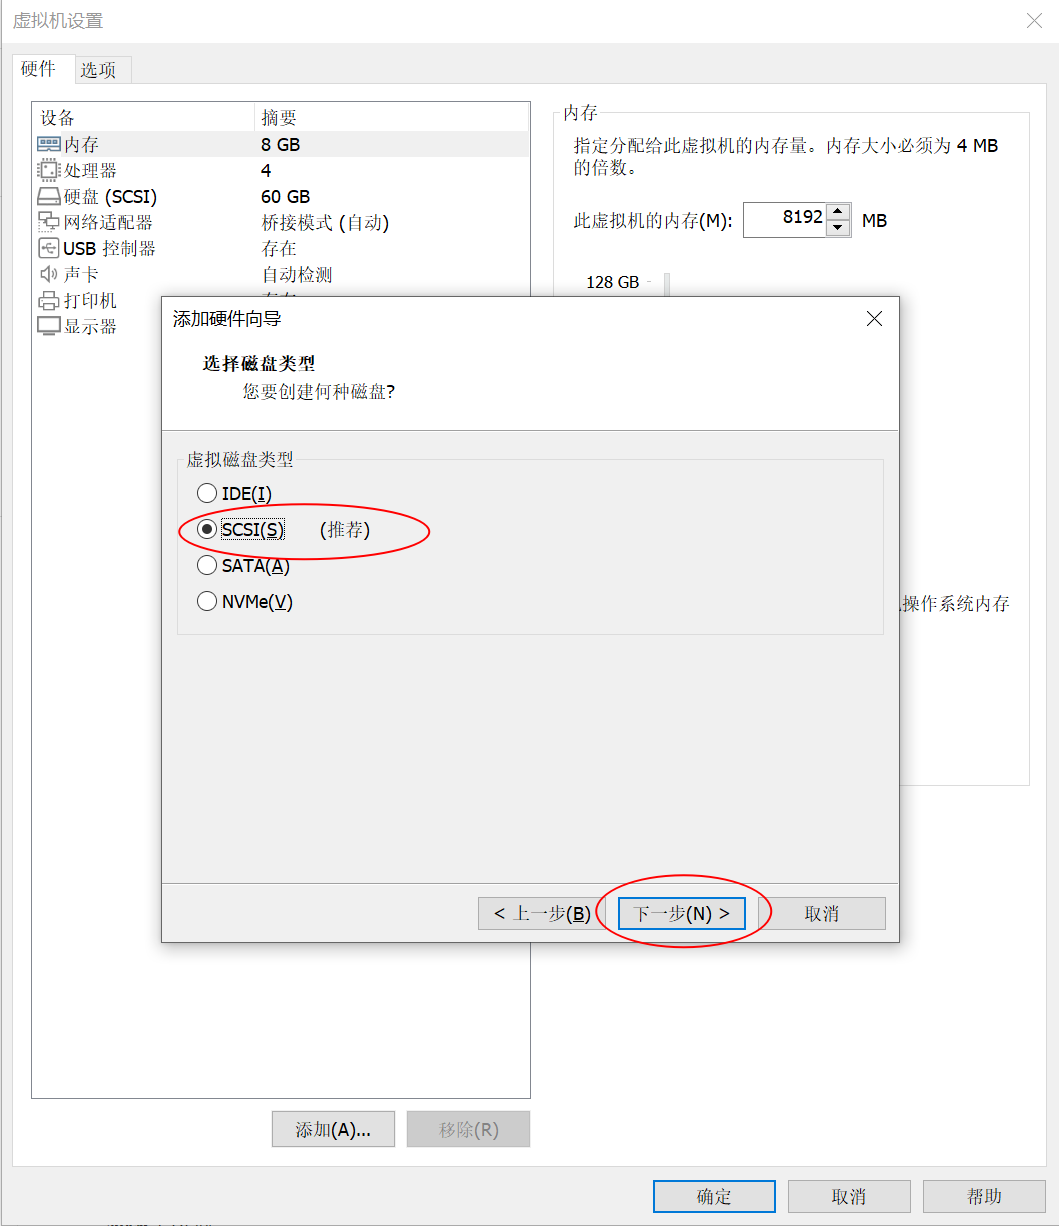 虚拟机设置
硬件 选项
设备 摘要
内存 8 GB
处理器 4
硬盘 (SCSI) 60 GB
网络适配器 桥接模式 (自动)
USB 控制器 存在
声卡 自动检测
打印机
显示器
内存
指定分配给此虚拟机的内存量。内存大小必须为 4 MB
的倍数。
此虚拟机的内存(M): 8192 MB
128 GB
添加硬件向导
选择磁盘类型
您要创建何种磁盘?
虚拟磁盘类型
IDE(I)
SCSI(S) (推荐)
SATA(A)
NVMe(V)
操作系统内存
< 上一步(B) 下一步(N) > 取消
添加(A)... 移除(R)
确定 取消 帮助